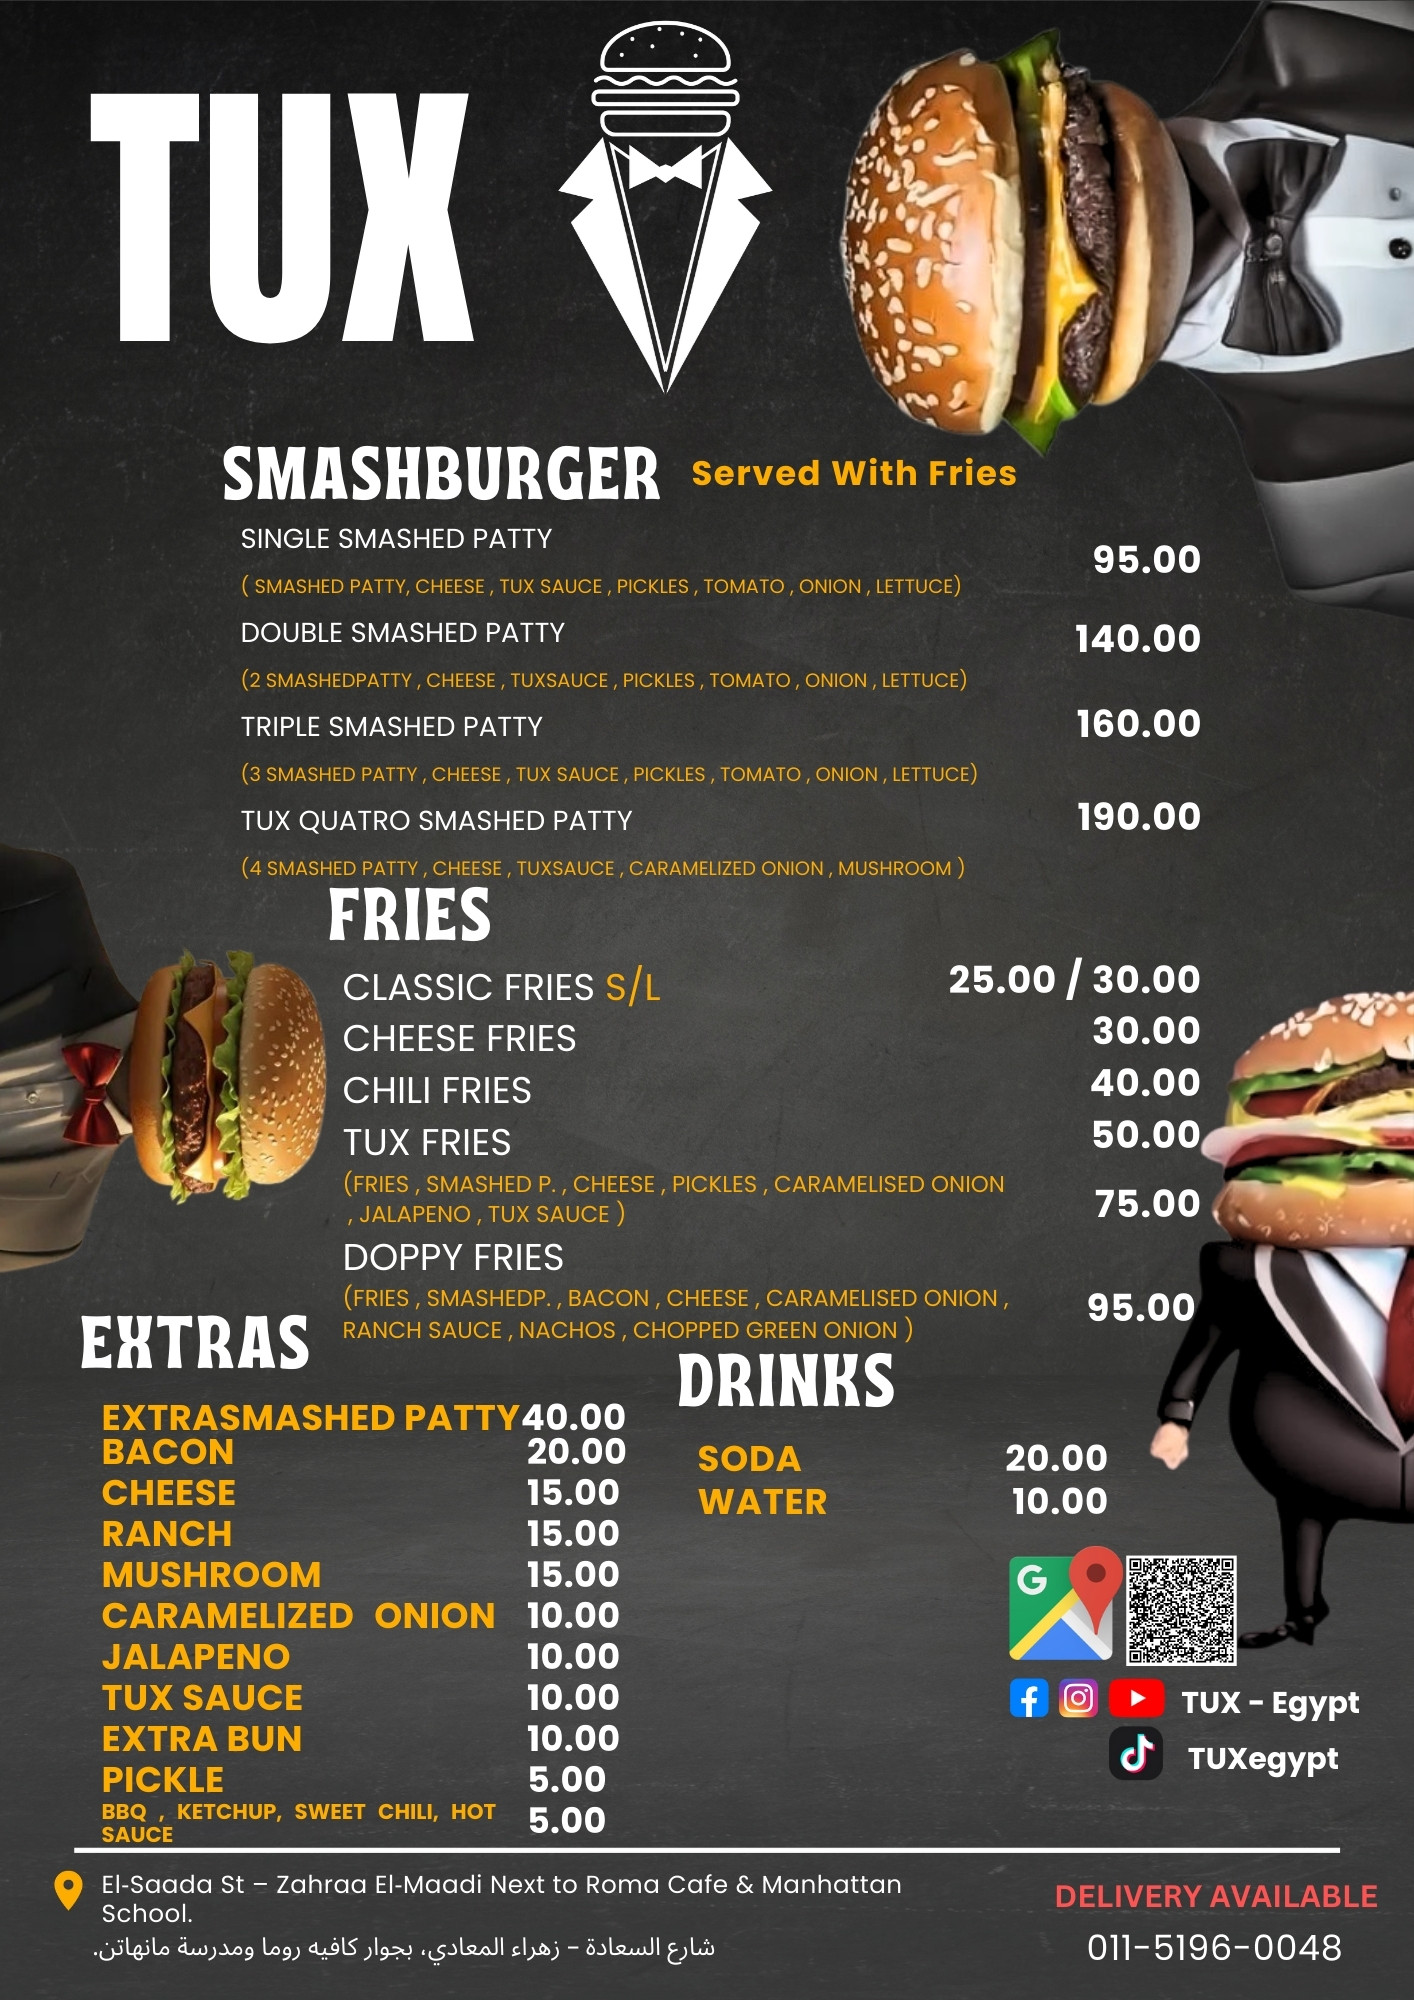 TUX
SMASHBURGER Served With Fries
SINGLE SMASHED PATTY
95.00
( SMASHED PATTY, CHEESE , TUX SAUCE , PICKLES , TOMATO , ONION , LETTUCE)
DOUBLE SMASHED PATTY 140.00
(2 SMASHEDPATTY , CHEESE , TUXSAUCE , PICKLES , TOMATO , ONION , LETTUCE)
TRIPLE SMASHED PATTY 160.00
(3 SMASHED PATTY , CHEESE , TUX SAUCE , PICKLES , TOMATO , ONION , LETTUCE)
TUX QUATRO SMASHED PATTY 190.00
(4 SMASHED PATTY , CHEESE , TUXSAUCE , CARAMELIZED ONION , MUSHROOM )
FRIES
CLASSIC FRIES S/L 25.00 / 30.00
CHEESE FRIES 30.00
CHILI FRIES 40.00
TUX FRIES 50.00
(FRIES , SMASHED P. , CHEESE , PICKLES , CARAMELISED ONION
, JALAPENO , TUX SAUCE ) 75.00
DOPPY FRIES
(FRIES , SMASHEDP. , BACON , CHEESE , CARAMELISED ONION , 95.00
RANCH SAUCE , NACHOS , CHOPPED GREEN ONION )
EXTRAS
EXTRASMASHED PATTY 40.00
BACON 20.00
CHEESE 15.00
RANCH 15.00
MUSHROOM 15.00
CARAMELIZED ONION 10.00
JALAPENO 10.00
TUX SAUCE 10.00
EXTRA BUN 10.00
PICKLE 5.00
BBQ , KETCHUP, SWEET CHILI, HOT
SAUCE 5.00
DRINKS
SODA 20.00
WATER 10.00
G
TUX - Egypt
TUXegypt
El-Saada St – Zahraa El-Maadi Next to Roma Cafe & Manhattan
School.
شارع السعادة - زهراء المعادي، بجوار كافيه روما ومدرسة مانهاتن.
DELIVERY AVAILABLE
011-5196-0048